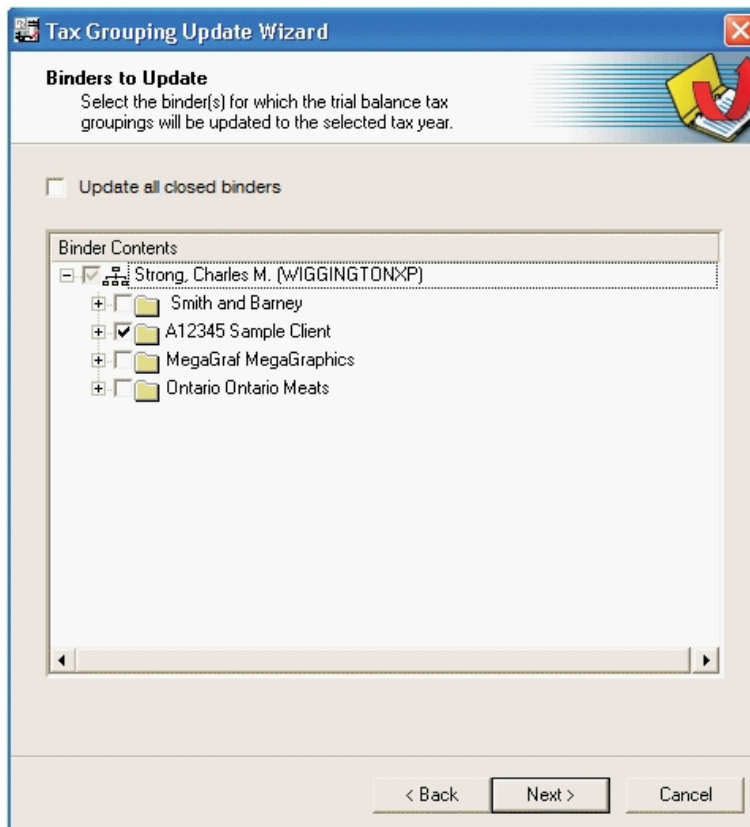 Tax Grouping Update Wizard
Binders to Update
Select the binder(s) for which the trial balance tax
groupings will be updated to the selected tax year.
Update all closed binders
Binder Contents
Strong, Charles M. (WIGGINGTONXP)
Smith and Barney
A12345 Sample Client
MegaGraf MegaGraphics
Ontario Ontario Meats
< Back
Next >
Cancel